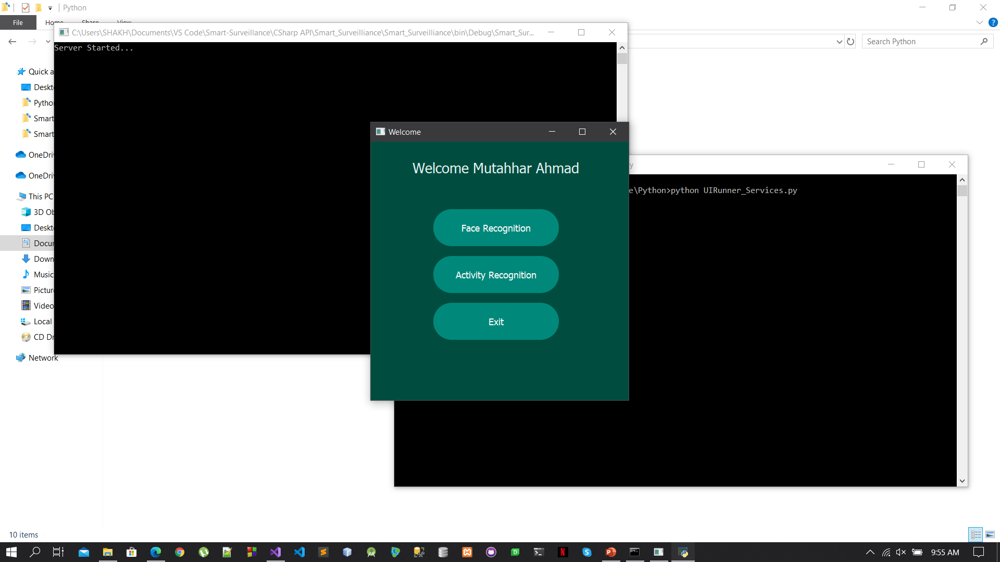 Python
File
Home
Share
View
C:\Users\SHAKH\Documents\VS Code\Smart-Surveillance\CSharp API\Smart_Surveilliance\Smart_Surveilliance\bin\Debug\Smart_Sur...
Search Python
Server Started...
Quick a
Deskt
Pytho
Smart
Smart
OneDri
OneDri
This PC
3D Ob
Deskt
Docur
Down
Music
Pictur
Video
Local
CD Dr
Network
Welcome
Welcome Mutahhar Ahmad
Face Recognition
Activity Recognition
Exit
y
e\Python>python UIRunner_Services.py
10 items
9:55 AM